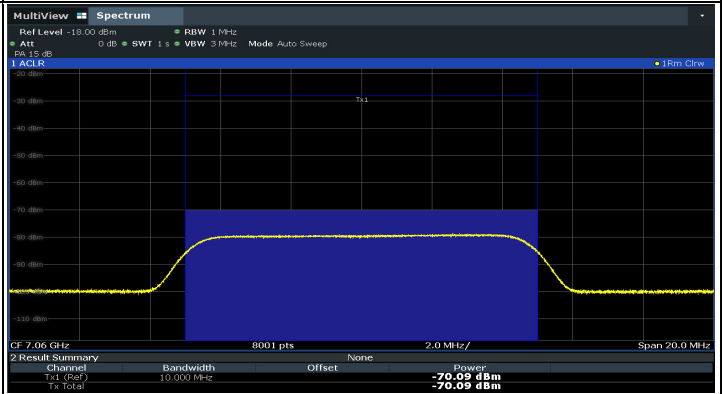 MultiView Spectrum
Ref Level -18.00 dBm RBW 1 MHz
Att 0 dB SWT 1 s VBW 3 MHz Mode Auto Sweep
PA 15 dB
1 ACLR 1Rm Clrw
-20 dBm
Tx1
-30 dBm
-40 dBm
-50 dBm
-60 dBm
-70 dBm
-80 dBm
-90 dBm
-110 dBm
CF 7.06 GHz 8001 pts 2.0 MHz/ Span 20.0 MHz
2 Result Summary None
Channel Bandwidth Offset Power
Tx1 (Ref) 10.000 MHz -70.09 dBm
Tx Total -70.09 dBm